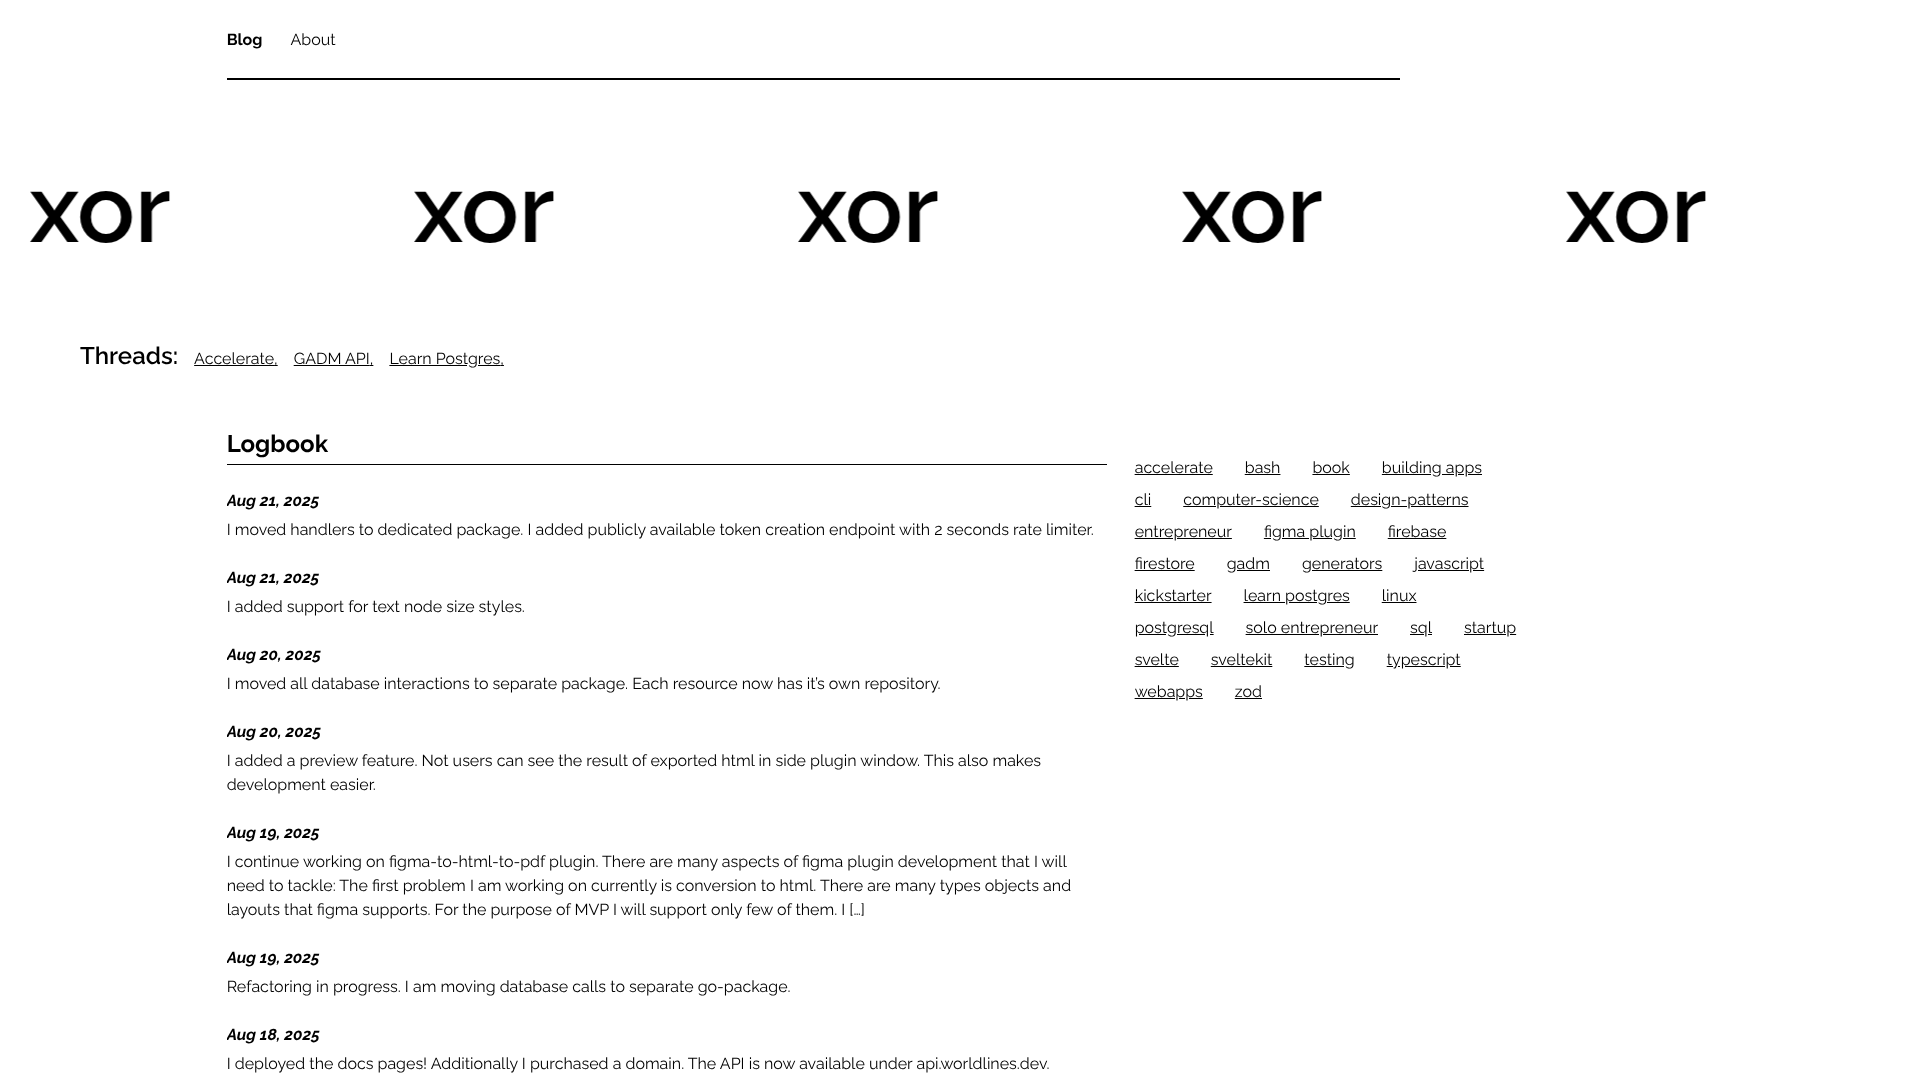 Blog About
xor xor xor xor xor
Threads: Accelerate, GADM API, Learn Postgres,
Logbook
Aug 21, 2025
I moved handlers to dedicated package. I added publicly available token creation endpoint with 2 seconds rate limiter.
Aug 21, 2025
I added support for text node size styles.
Aug 20, 2025
I moved all database interactions to separate package. Each resource now has it’s own repository.
Aug 20, 2025
I added a preview feature. Not users can see the result of exported html in side plugin window. This also makes
development easier.
Aug 19, 2025
I continue working on figma-to-html-to-pdf plugin. There are many aspects of figma plugin development that I will
need to tackle: The first problem I am working on currently is conversion to html. There are many types objects and
layouts that figma supports. For the purpose of MVP I will support only few of them. I […]
Aug 19, 2025
Refactoring in progress. I am moving database calls to separate go-package.
Aug 18, 2025
I deployed the docs pages! Additionally I purchased a domain. The API is now available under api.worldlines.dev.
accelerate bash book building apps
cli computer-science design-patterns
entrepreneur figma plugin firebase
firestore gadm generators javascript
kickstarter learn postgres linux
postgresql solo entrepreneur sql startup
svelte sveltekit testing typescript
webapps zod